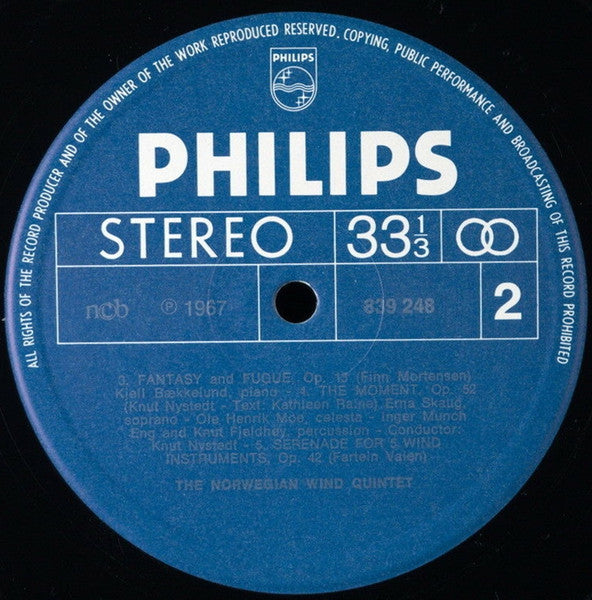 ALL RIGHTS OF THE RECORD PRODUCER AND OF THE OWNER OF THE WORK REPRODUCED RESERVED. COPYING, PUBLIC PERFORMANCE AND BROADCASTING OF THIS RECORD PROHIBITED
PHILIPS
PHILIPS
STEREO 33 1/3
ncb ℗ 1967 839 248 2
3. FANTASY and FUGUE, Op. 13 (Finn Mortensen)
Kjell Bækkelund, piano - 4. THE MOMENT, Op. 52
(Knut Nystedt - Text: Kathleen Raine) Erna Skaug,
soprano - Ole Henrik Moe, celesta - Inger Munch
Eng and Knut Fjeldhøy, percussion - Conductor:
Knut Nystedt - 5. SERENADE FOR 5 WIND
INSTRUMENTS, Op. 42 (Fartein Valen)
THE NORWEGIAN WIND QUINTET